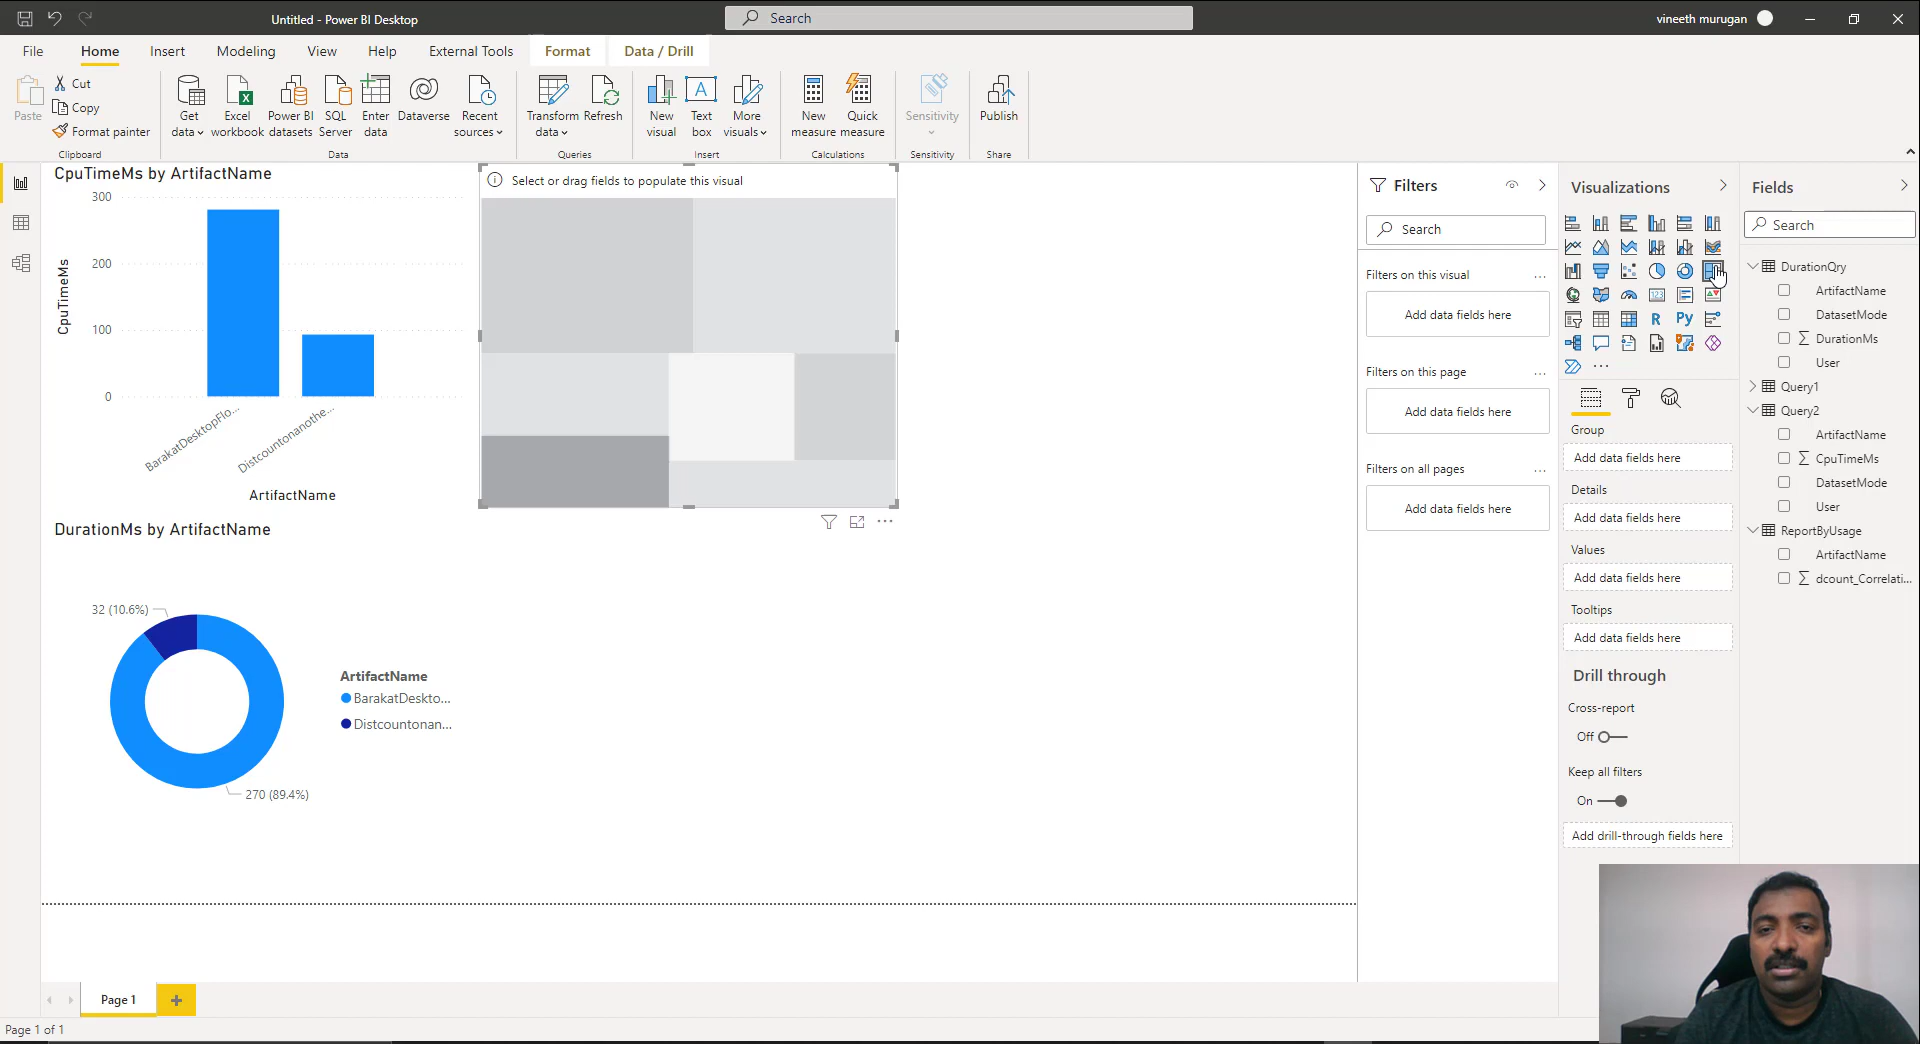 Untitled - Power BI Desktop
Search
vineeth murugan
File
Home
Insert
Modeling
View
Help
External Tools
Format
Data / Drill
Paste
Cut
Copy
Format painter
Clipboard
Get data
Excel workbook
Power BI datasets
SQL Server
Enter data
Dataverse
Recent sources
Data
Transform data
Refresh
Queries
New visual
Text box
More visuals
Insert
New measure
Quick measure
Calculations
Sensitivity
Sensitivity
Publish
Share
CpuTimeMs by ArtifactName
300
200
100
0
CpuTimeMs
BarakatDesktopFlo...
Distcountonanothe...
ArtifactName
Select or drag fields to populate this visual
DurationMs by ArtifactName
32 (10.6%)
270 (89.4%)
ArtifactName
BarakatDeskto...
Distcountonan...
Filters
Search
Filters on this visual
Add data fields here
Filters on this page
Add data fields here
Filters on all pages
Add data fields here
Visualizations
123
R
Py
Group
Add data fields here
Details
Add data fields here
Values
Add data fields here
Tooltips
Add data fields here
Drill through
Cross-report
Off
Keep all filters
On
Add drill-through fields here
Fields
Search
DurationQry
ArtifactName
DatasetMode
DurationMs
User
Query1
Query2
ArtifactName
CpuTimeMs
DatasetMode
User
ReportByUsage
ArtifactName
dcount_Correlati...
Page 1
Page 1 of 1